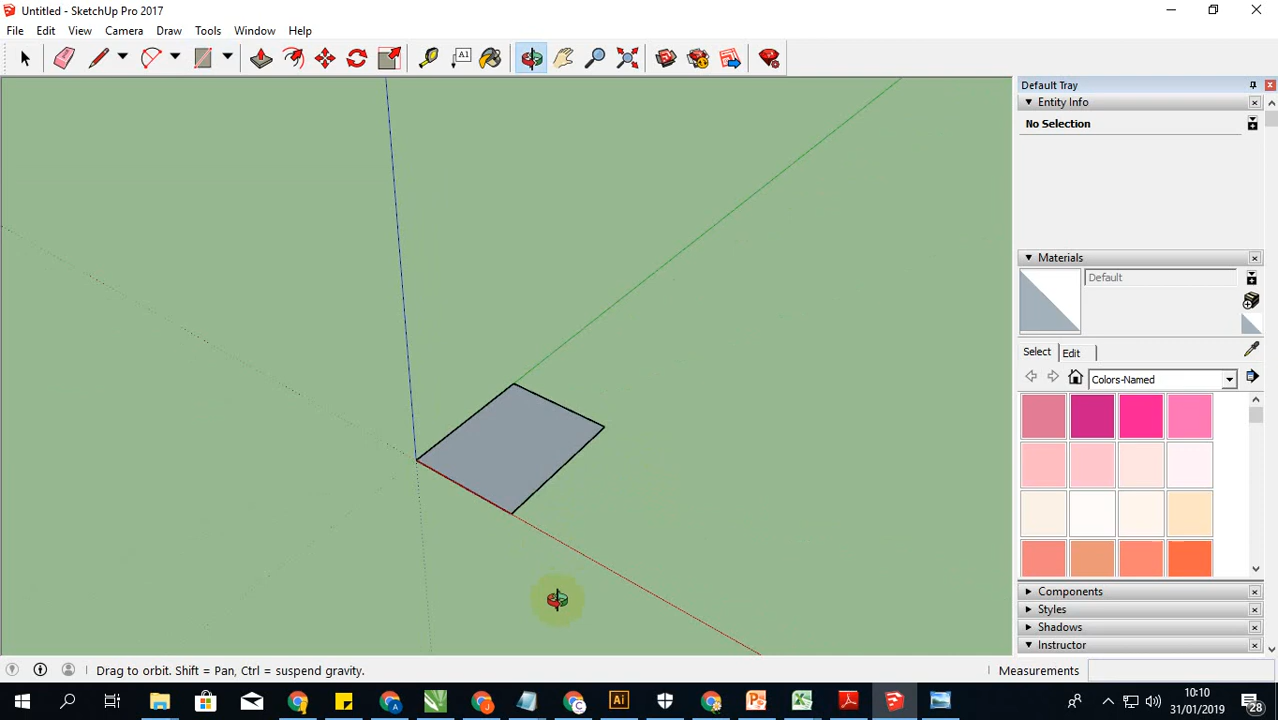 Untitled - SketchUp Pro 2017
File Edit View Camera Draw Tools Window Help
A1
Default Tray
Entity Info
No Selection
Materials
Default
Select Edit
Colors-Named
Components
Styles
Shadows
Instructor
Drag to orbit. Shift = Pan, Ctrl = suspend gravity.
Measurements
A J C Ai
10:10
31/01/2019
28